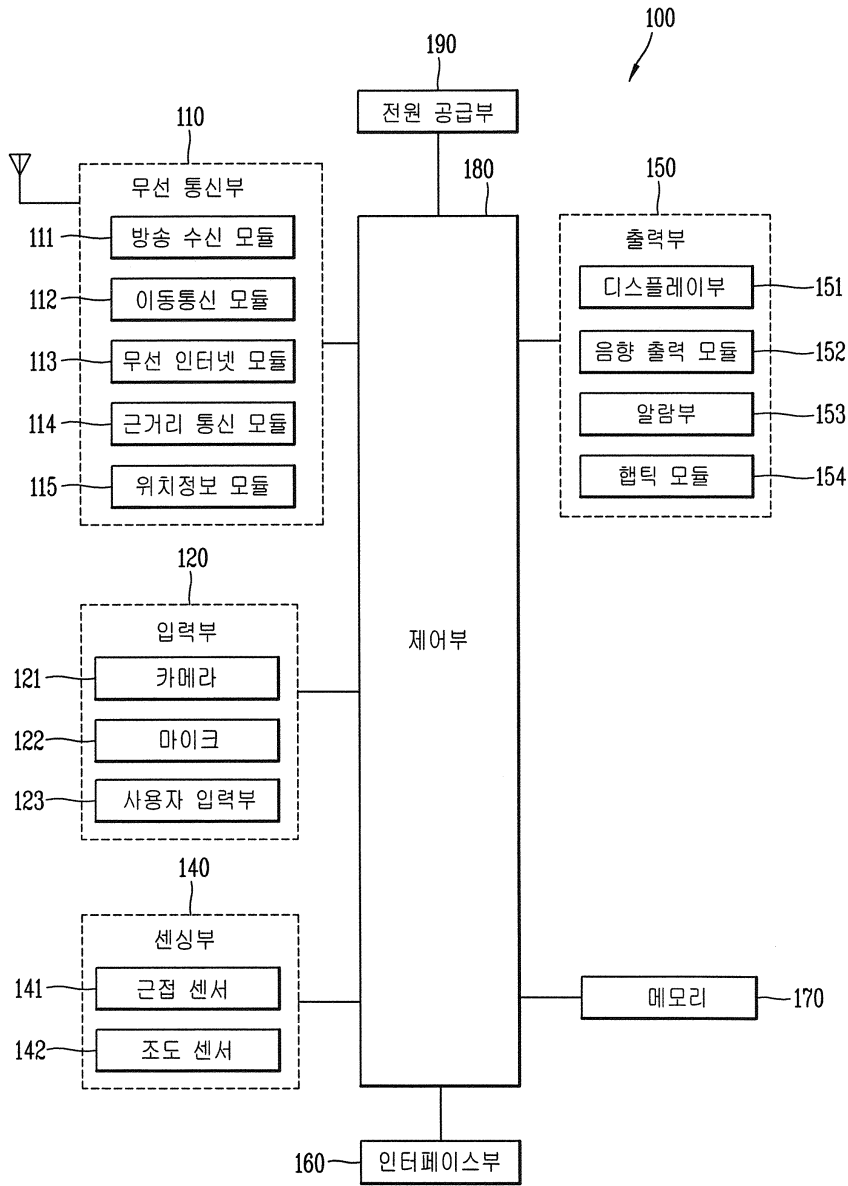 100
190
전원 공급부
110
무선 통신부
111 방송 수신 모듈
112 이동통신 모듈
113 무선 인터넷 모듈
114 근거리 통신 모듈
115 위치정보 모듈
120
입력부
121 카메라
122 마이크
123 사용자 입력부
140
센싱부
141 근접 센서
142 조도 센서
180
제어부
150
출력부
디스플레이부 151
음향 출력 모듈 152
알람부 153
햅틱 모듈 154
메모리 170
160 인터페이스부